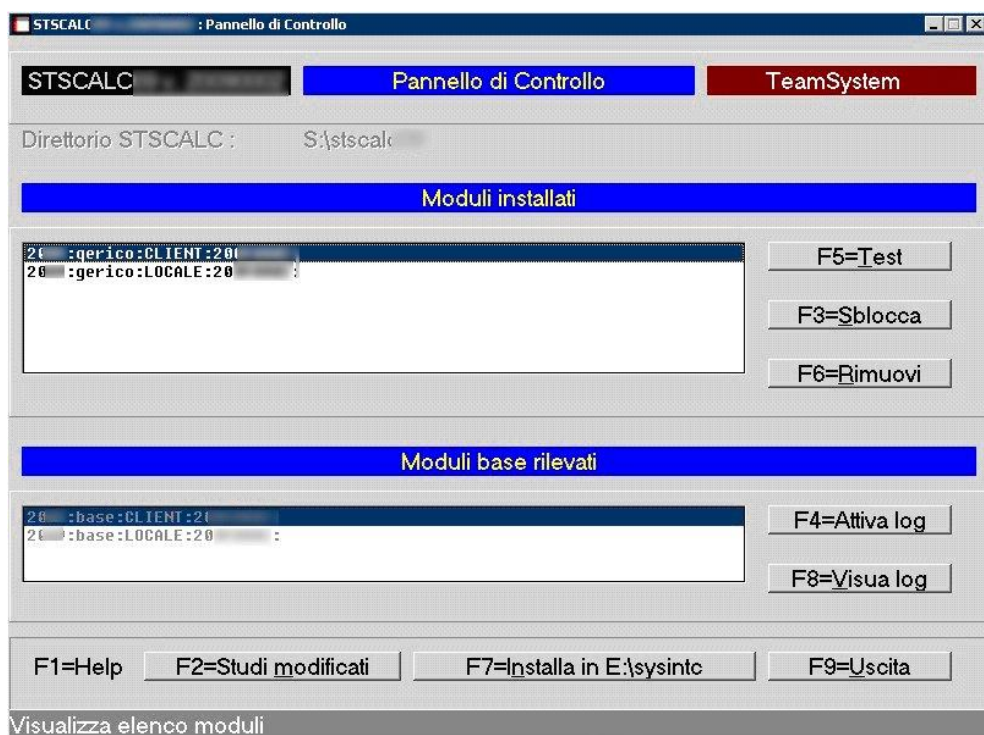 STSCALC : Pannello di Controllo
STSCALC Pannello di Controllo TeamSystem
Direttorio STSCALC : S:\stscalc
Moduli installati
:gerico:CLIENT:
:gerico:LOCALE:
F5=Test
F3=Sblocca
F6=Rimuovi
Moduli base rilevati
:base:CLIENT:
:base:LOCALE:
F4=Attiva log
F8=Visua log
F1=Help F2=Studi modificati F7=Installa in E:\sysintc F9=Uscita
Visualizza elenco moduli